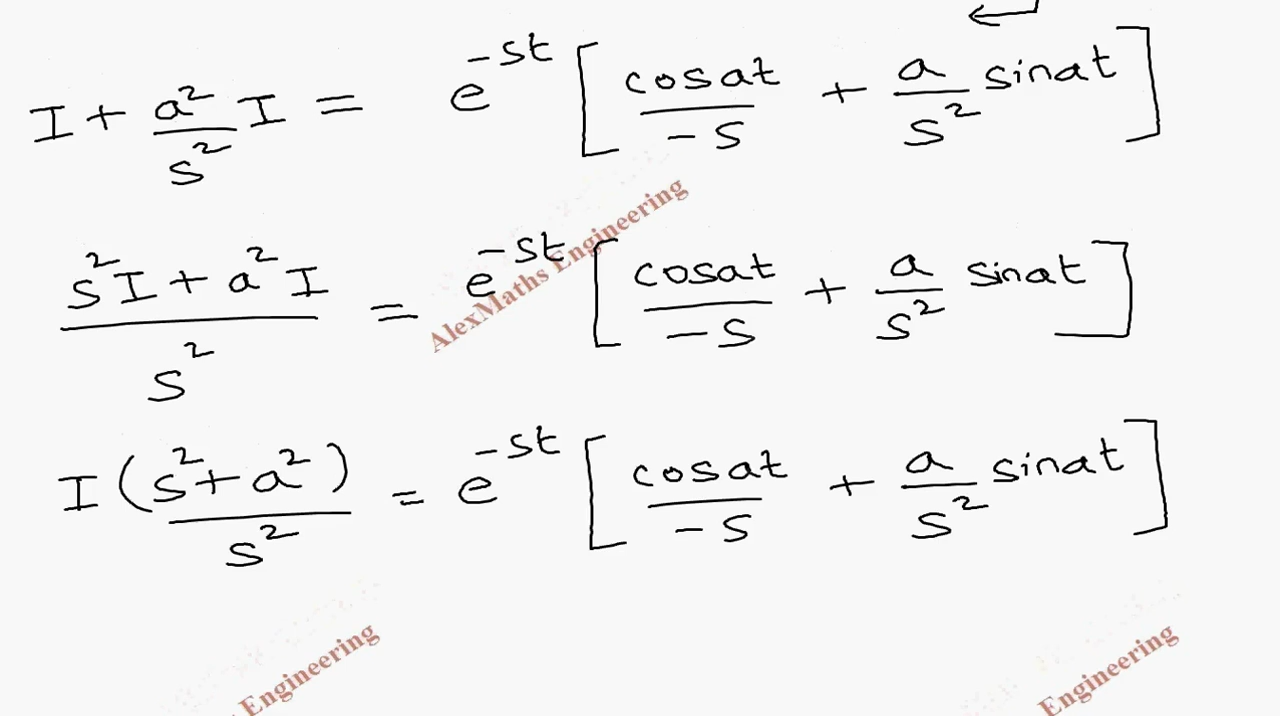 I + a²/s² I = e^-st [ cosat/-s + a/s² sinat ]
AlexMaths Engineering
s²I + a²I / s² = e^-st [ cosat/-s + a/s² sinat ]
I (s² + a²) / s² = e^-st [ cosat/-s + a/s² sinat ]
Engineering
Engineering